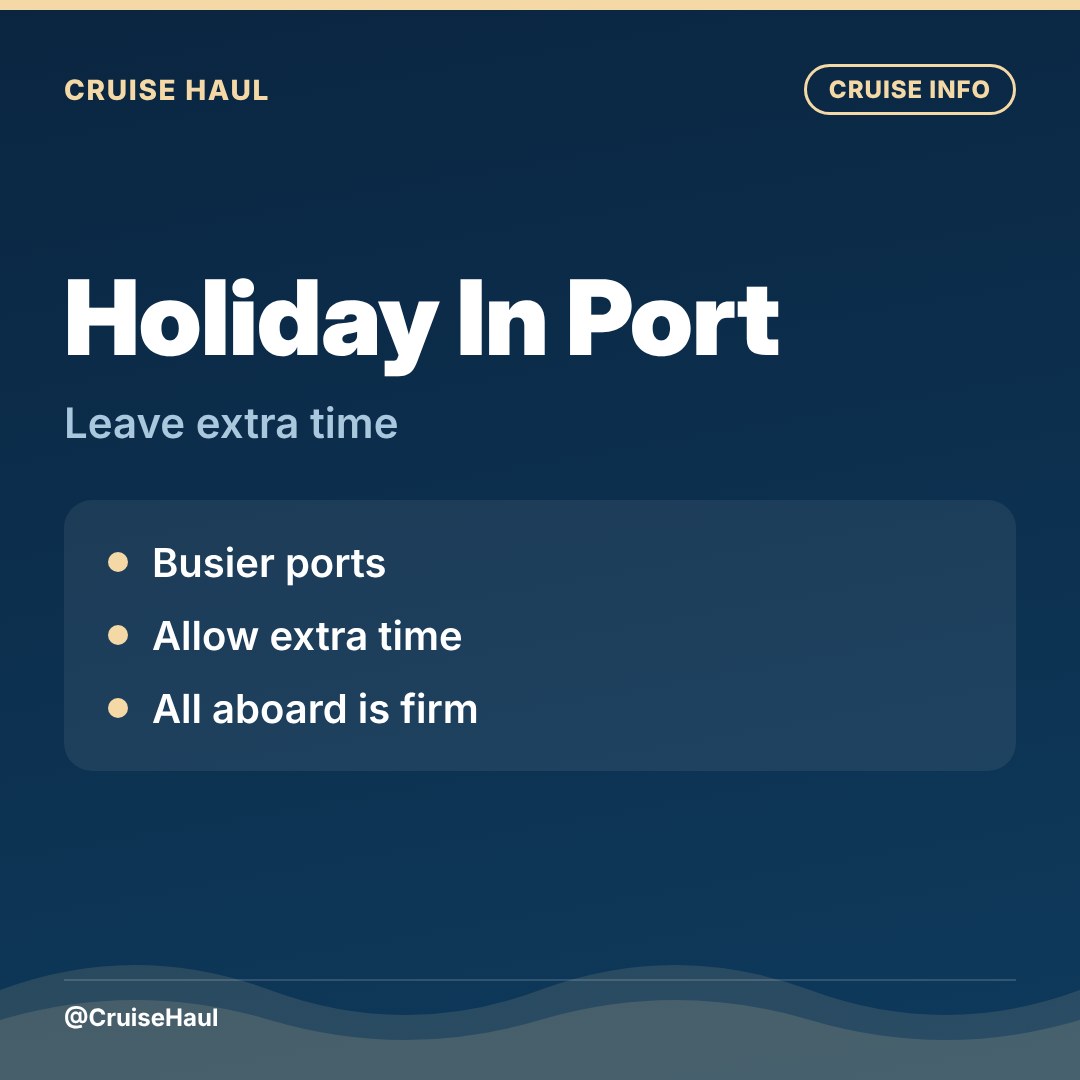 CRUISE HAUL
CRUISE INFO
Holiday In Port
Leave extra time
Busier ports
Allow extra time
All aboard is firm
@CruiseHaul